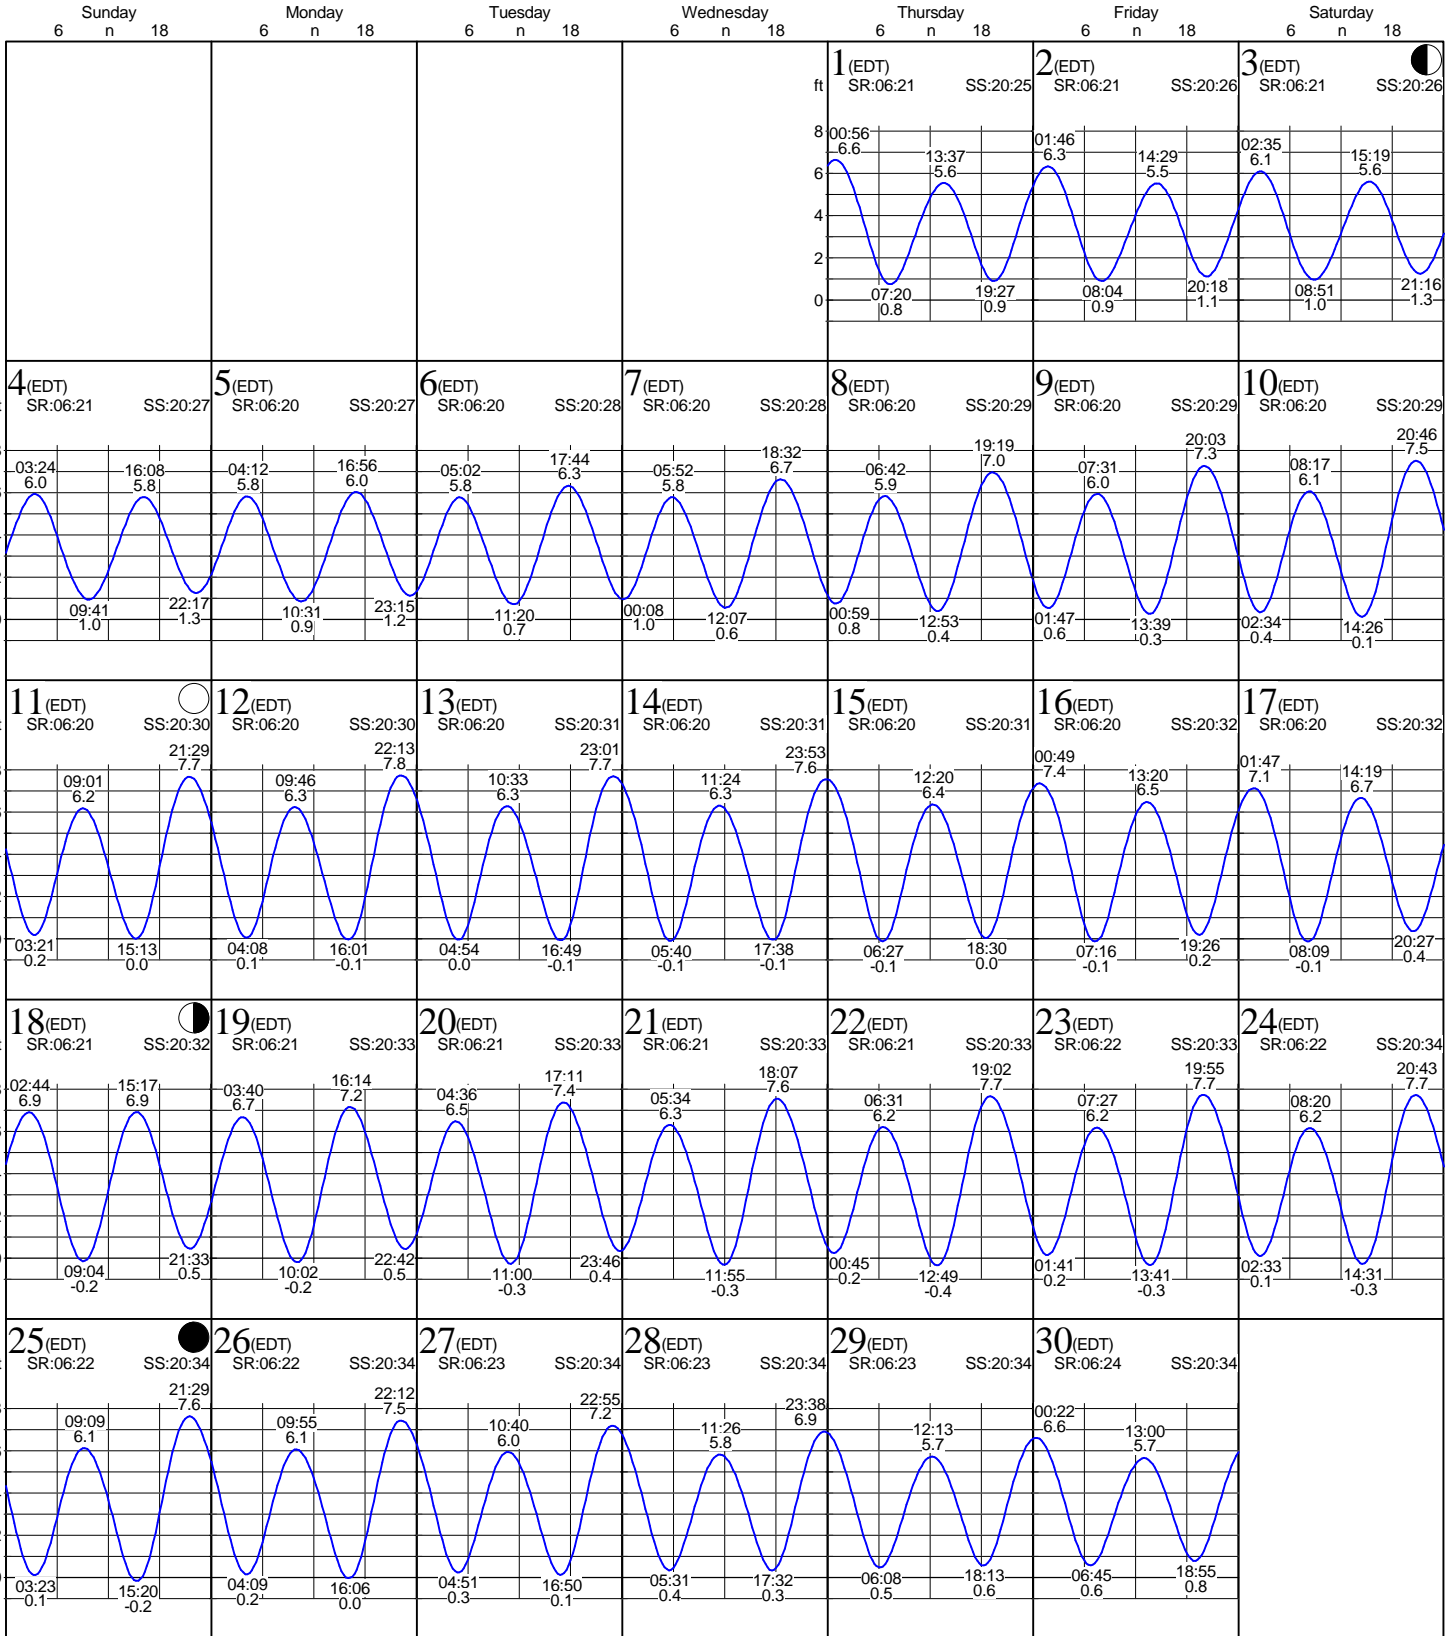 Sunday Monday Tuesday Wednesday Thursday Friday Saturday
6 n 18 6 n 18 6 n 18 6 n 18 6 n 18 6 n 18 6 n 18
1(EDT) 2(EDT) 3(EDT)
ft SR:06:21 SS:20:25 SR:06:21 SS:20:26 SR:06:21 SS:20:26
8
6
4
2
0
00:56 13:37 01:46 14:29 02:35 15:19
6.6 5.6 6.3 5.5 6.1 5.6
07:20 19:27 08:04 20:18 08:51 21:16
0.8 0.9 0.9 1.1 1.0 1.3
4(EDT) 5(EDT) 6(EDT) 7(EDT) 8(EDT) 9(EDT) 10(EDT)
SR:06:21 SS:20:27 SR:06:20 SS:20:27 SR:06:20 SS:20:28 SR:06:20 SS:20:28 SR:06:20 SS:20:29 SR:06:20 SS:20:29 SR:06:20 SS:20:29
03:24 16:08 04:12 16:56 05:02 17:44 05:52 18:32 06:42 19:19 07:31 20:03 08:17 20:46
6.0 5.8 5.8 6.0 5.8 6.3 5.8 6.7 5.9 7.0 6.0 7.3 6.1 7.5
09:41 22:17 10:31 23:15 11:20 00:08 12:07 00:59 12:53 01:47 13:39 02:34 14:26
1.0 1.3 0.9 1.2 0.7 1.0 0.6 0.8 0.4 0.6 0.3 0.4 0.1
11(EDT) 12(EDT) 13(EDT) 14(EDT) 15(EDT) 16(EDT) 17(EDT)
SR:06:20 SS:20:30 SR:06:20 SS:20:30 SR:06:20 SS:20:31 SR:06:20 SS:20:31 SR:06:20 SS:20:31 SR:06:20 SS:20:32 SR:06:20 SS:20:32
09:01 21:29 09:46 22:13 10:33 23:01 11:24 23:53 12:20 00:49 13:20 01:47 14:19
6.2 7.7 6.3 7.8 6.3 7.7 6.3 7.6 6.4 7.4 6.5 7.1 6.7
03:21 15:13 04:08 16:01 04:54 16:49 05:40 17:38 06:27 18:30 07:16 19:26 08:09 20:27
0.2 0.0 0.1 -0.1 0.0 -0.1 -0.1 -0.1 -0.1 0.0 -0.1 0.2 -0.1 0.4
18(EDT) 19(EDT) 20(EDT) 21(EDT) 22(EDT) 23(EDT) 24(EDT)
SR:06:21 SS:20:32 SR:06:21 SS:20:33 SR:06:21 SS:20:33 SR:06:21 SS:20:33 SR:06:21 SS:20:33 SR:06:22 SS:20:33 SR:06:22 SS:20:34
02:44 15:17 03:40 16:14 04:36 17:11 05:34 18:07 06:31 19:02 07:27 19:55 08:20 20:43
6.9 6.9 6.7 7.2 6.5 7.4 6.3 7.6 6.2 7.7 6.2 7.7 6.2 7.7
09:04 21:33 10:02 22:42 11:00 23:46 11:55 00:45 12:49 01:41 13:41 02:33 14:31
-0.2 0.5 -0.2 0.5 -0.3 0.4 -0.3 0.2 -0.4 0.2 -0.3 0.1 -0.3
25(EDT) 26(EDT) 27(EDT) 28(EDT) 29(EDT) 30(EDT)
SR:06:22 SS:20:34 SR:06:22 SS:20:34 SR:06:23 SS:20:34 SR:06:23 SS:20:34 SR:06:23 SS:20:34 SR:06:24 SS:20:34
09:09 21:29 09:55 22:12 10:40 22:55 11:26 23:38 12:13 00:22 13:00
6.1 7.6 6.1 7.5 6.0 7.2 5.8 6.9 5.7 6.6 5.7
03:23 15:20 04:09 16:06 04:51 16:50 05:31 17:32 06:08 18:13 06:45 18:55
0.1 -0.2 0.2 0.0 0.3 0.1 0.4 0.3 0.5 0.6 0.6 0.8